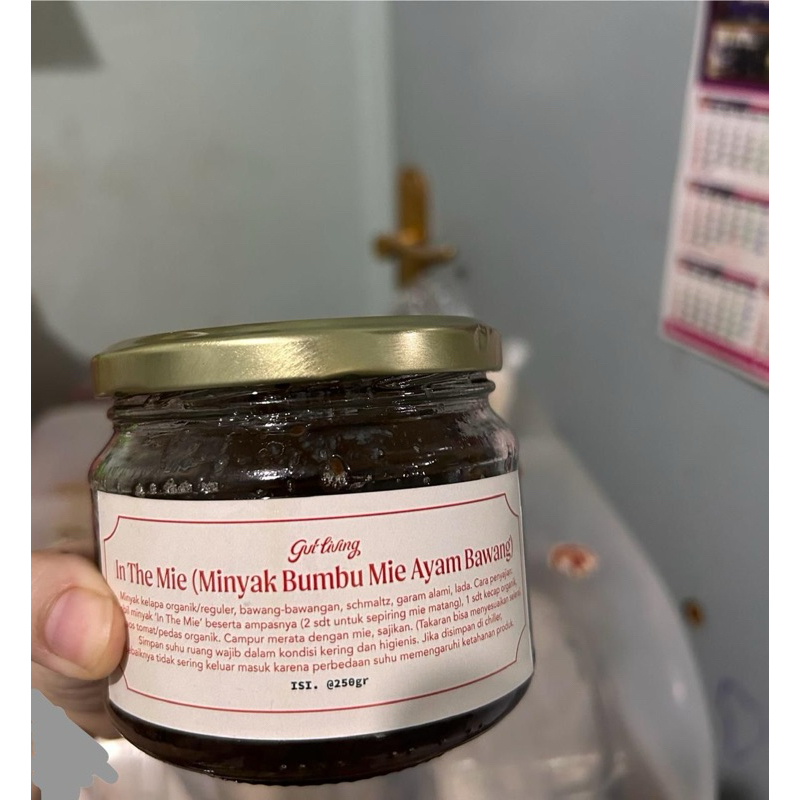 Gut Living
In The Mie (Minyak Bumbu Mie Ayam Bawang)
Minyak kelapa organik/reguler, bawang-bawangan, schmaltz, garam alami, lada. Cara penyajian:
minyak 'In The Mie' beserta ampasnya (2 sdt untuk sepiring mie matang), 1 sdt kecap organik,
tomat/pedas organik. Campur merata dengan mie, sajikan. (Takaran bisa menyesuaikan selera)
Simpan suhu ruang wajib dalam kondisi kering dan higienis. Jika disimpan di chiller,
tidak sering keluar masuk karena perbedaan suhu memengaruhi ketahanan produk.
ISI. @250gr